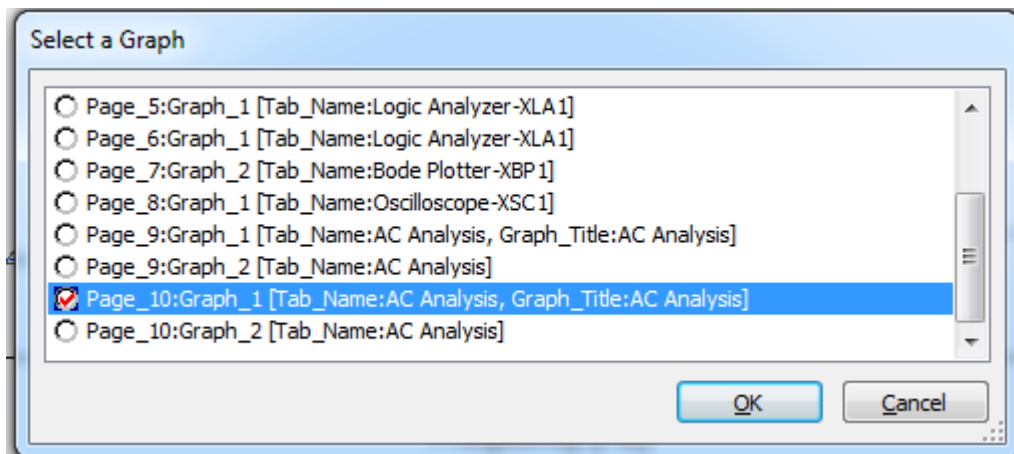 Select a Graph
Page_5:Graph_1 [Tab_Name:Logic Analyzer-XLA1]
Page_6:Graph_1 [Tab_Name:Logic Analyzer-XLA1]
Page_7:Graph_2 [Tab_Name:Bode Plotter-XBP1]
Page_8:Graph_1 [Tab_Name:Oscilloscope-XSC1]
Page_9:Graph_1 [Tab_Name:AC Analysis, Graph_Title:AC Analysis]
Page_9:Graph_2 [Tab_Name:AC Analysis]
Page_10:Graph_1 [Tab_Name:AC Analysis, Graph_Title:AC Analysis]
Page_10:Graph_2 [Tab_Name:AC Analysis]
OK Cancel